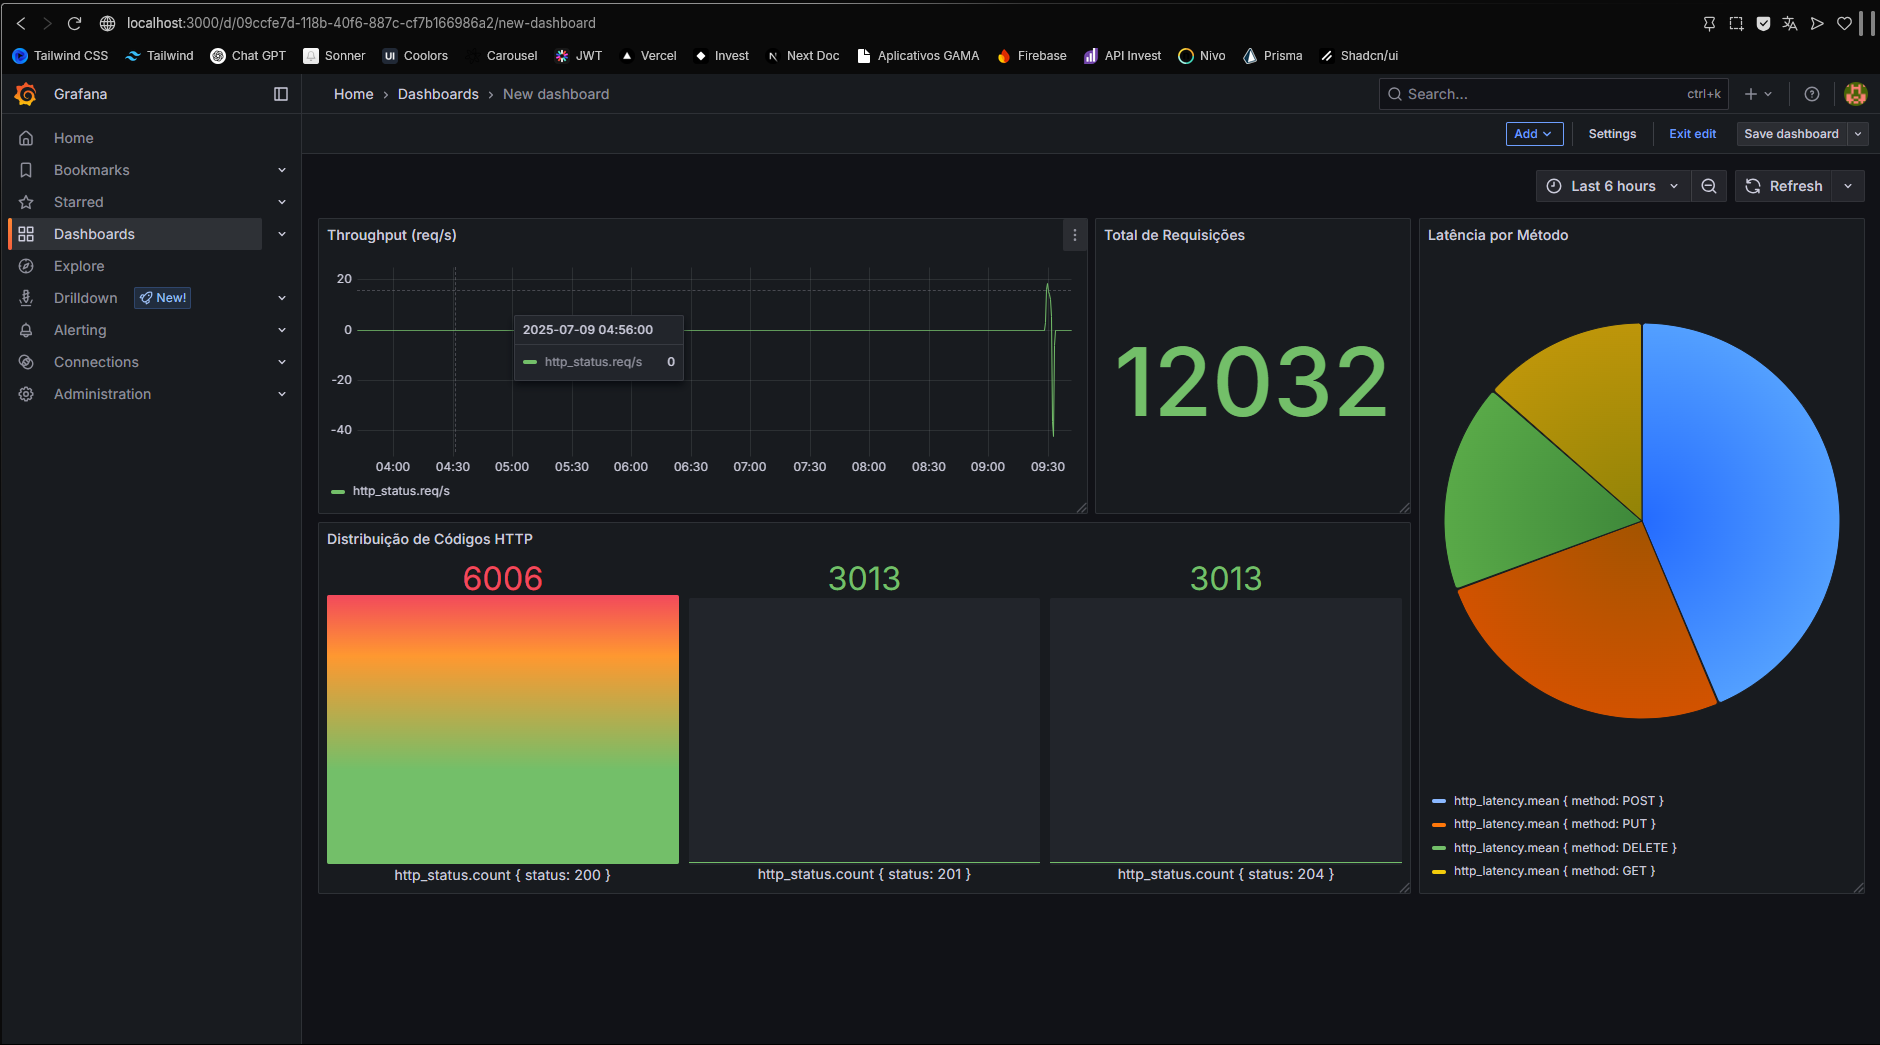 localhost:3000/d/09ccfe7d-118b-40f6-887c-cf7b166986a2/new-dashboard
Tailwind CSS Tailwind Chat GPT Sonner UI Coolors Carousel JWT Vercel Invest N Next Doc Aplicativos GAMA Firebase API Invest Nivo Prisma Shadcn/ui
Grafana
Home › Dashboards › New dashboard
Search... ctrl+k
Home
Bookmarks
Starred
Dashboards
Explore
Drilldown New!
Alerting
Connections
Administration
Add Settings Exit edit Save dashboard
Last 6 hours Refresh
Throughput (req/s)
20
0
-20
-40
2025-07-09 04:56:00
http_status.req/s 0
04:00 04:30 05:00 05:30 06:00 06:30 07:00 07:30 08:00 08:30 09:00 09:30
http_status.req/s
Total de Requisições
12032
Latência por Método
http_latency.mean { method: POST }
http_latency.mean { method: PUT }
http_latency.mean { method: DELETE }
http_latency.mean { method: GET }
Distribuição de Códigos HTTP
6006 3013 3013
http_status.count { status: 200 } http_status.count { status: 201 } http_status.count { status: 204 }